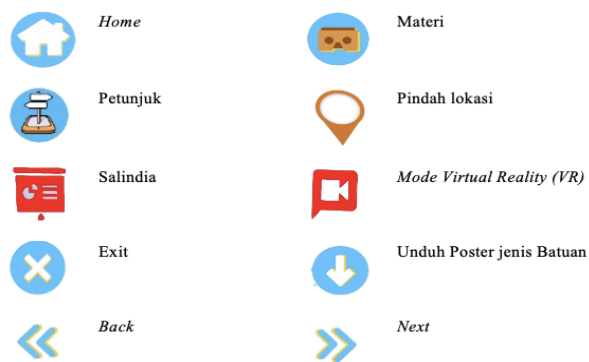 Home
Materi
Petunjuk
Pindah lokasi
Salindia
Mode Virtual Reality (VR)
Exit
Unduh Poster jenis Batuan
Back
Next